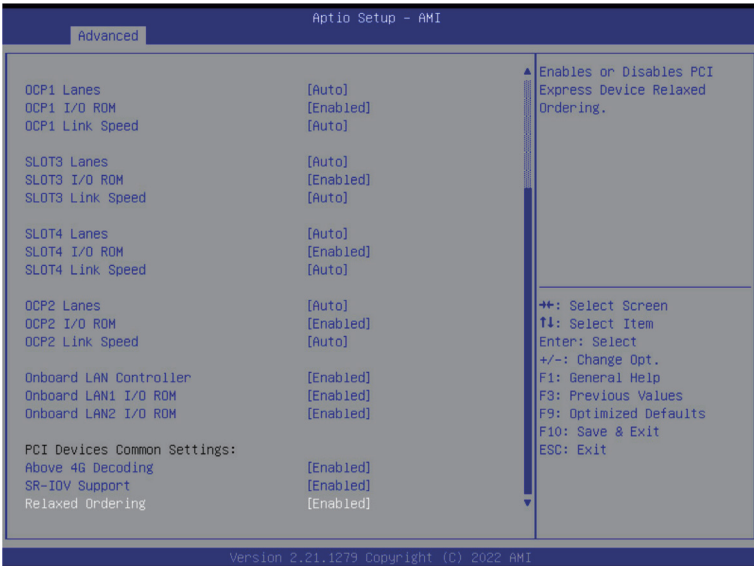 Aptio Setup – AMI
Advanced
OCP1 Lanes [Auto]
OCP1 I/O ROM [Enabled]
OCP1 Link Speed [Auto]
SLOT3 Lanes [Auto]
SLOT3 I/O ROM [Enabled]
SLOT3 Link Speed [Auto]
SLOT4 Lanes [Auto]
SLOT4 I/O ROM [Enabled]
SLOT4 Link Speed [Auto]
OCP2 Lanes [Auto]
OCP2 I/O ROM [Enabled]
OCP2 Link Speed [Auto]
Onboard LAN Controller [Enabled]
Onboard LAN1 I/O ROM [Enabled]
Onboard LAN2 I/O ROM [Enabled]
PCI Devices Common Settings:
Above 4G Decoding [Enabled]
SR-IOV Support [Enabled]
Relaxed Ordering [Enabled]
Enables or Disables PCI
Express Device Relaxed
Ordering.
→←: Select Screen
↑↓: Select Item
Enter: Select
+/-: Change Opt.
F1: General Help
F3: Previous Values
F9: Optimized Defaults
F10: Save & Exit
ESC: Exit
Version 2.21.1279 Copyright (C) 2022 AMI